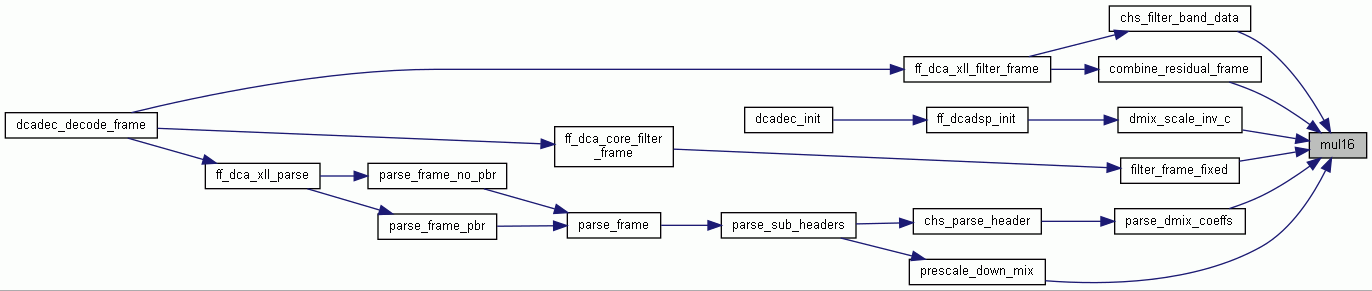 chs_filter_band_data
ff_dca_xll_filter_frame
combine_residual_frame
dcadec_decode_frame
dcadec_init
ff_dcadsp_init
dmix_scale_inv_c
mul16
ff_dca_core_filter
_frame
filter_frame_fixed
ff_dca_xll_parse
parse_frame_no_pbr
parse_frame_pbr
parse_frame
parse_sub_headers
chs_parse_header
parse_dmix_coeffs
prescale_down_mix